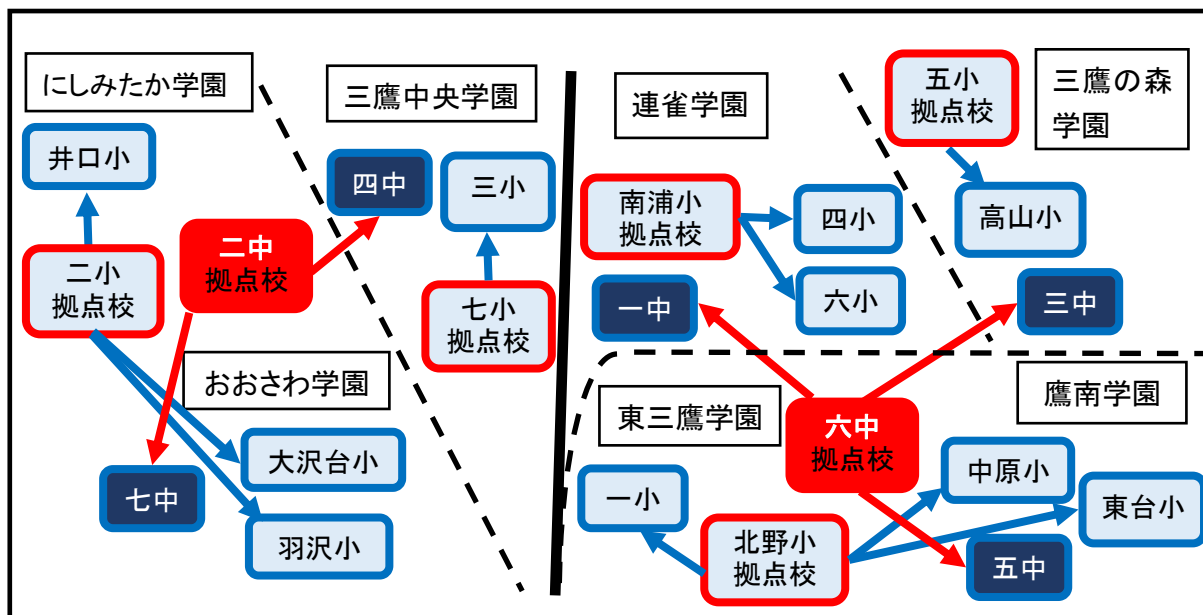 にしみたか学園
井口小
二小
拠点校
二中
拠点校
おおさわ学園
七中
大沢台小
羽沢小
三鷹中央学園
四中
三小
七小
拠点校
連雀学園
南浦小
拠点校
四小
六小
一中
五小
拠点校
三鷹の森
学園
高山小
三中
東三鷹学園
六中
拠点校
一小
北野小
拠点校
鷹南学園
中原小
東台小
五中